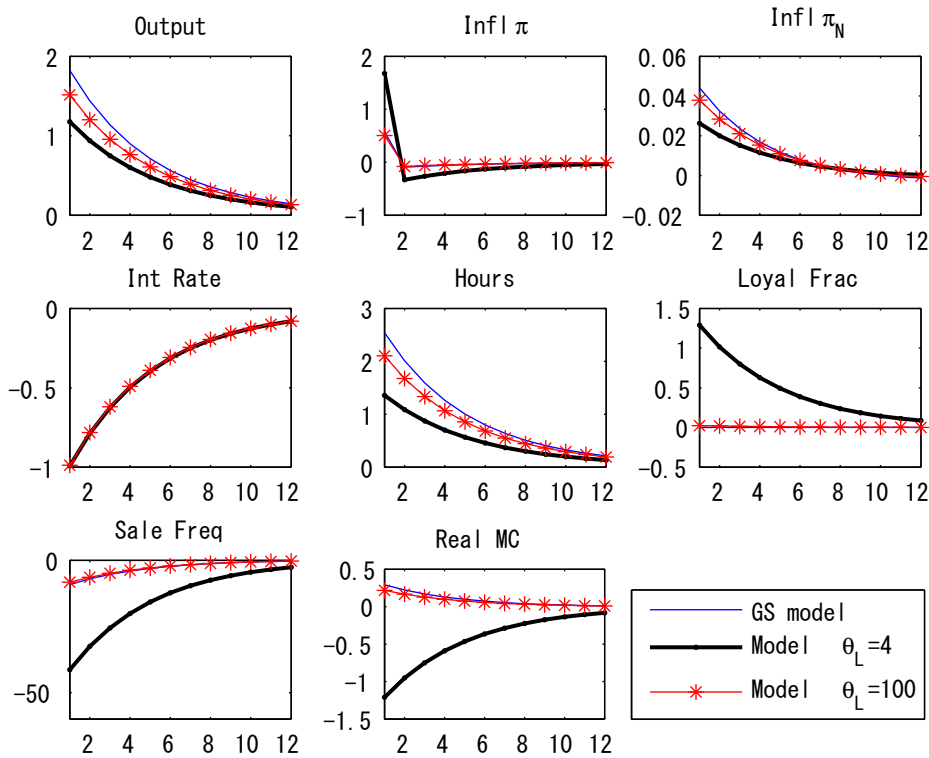 Output
2
1
0
2 4 6 8 10 12
Infl π
2
1
0
-1
2 4 6 8 10 12
Infl π_N
0.06
0.04
0.02
0
-0.02
2 4 6 8 10 12
Int Rate
0
-0.5
-1
2 4 6 8 10 12
Hours
3
2
1
0
2 4 6 8 10 12
Loyal Frac
1.5
1
0.5
0
-0.5
2 4 6 8 10 12
Sale Freq
0
-50
2 4 6 8 10 12
Real MC
0.5
0
-0.5
-1
-1.5
2 4 6 8 10 12
GS model
Model θ_L=4
Model θ_L=100